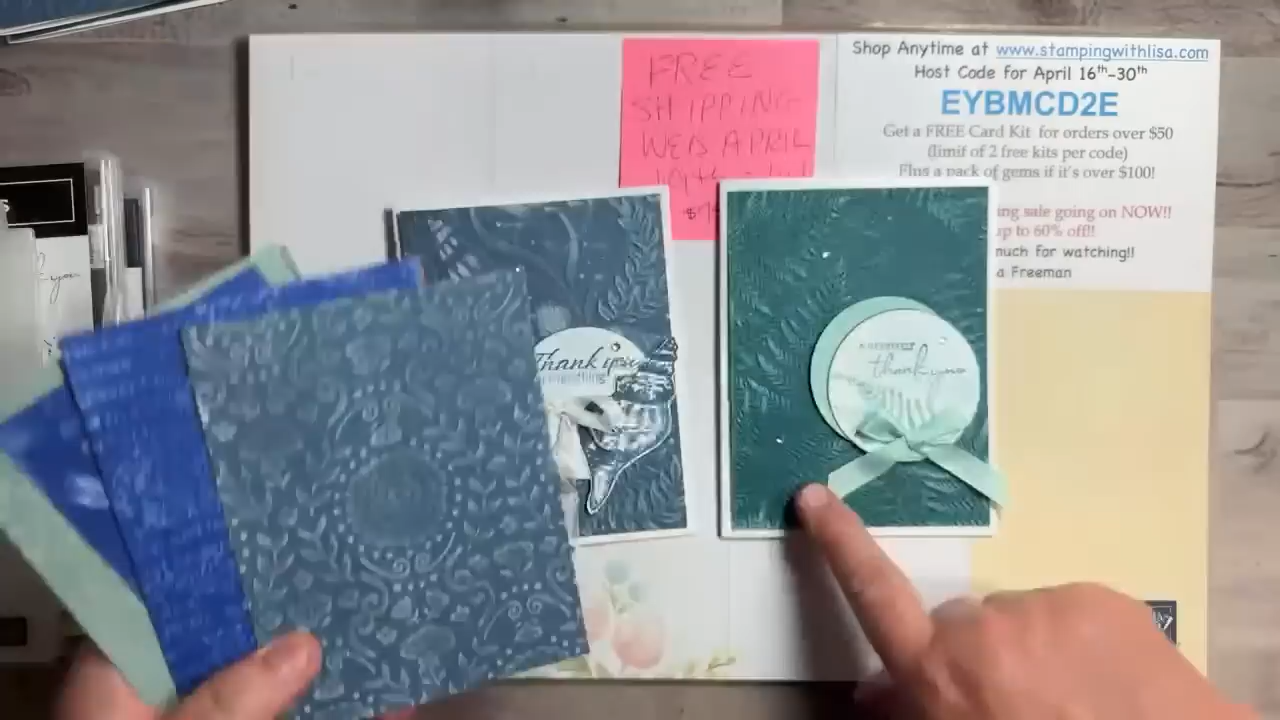 FREE
SHIPPING
WED APRIL
Shop Anytime at www.stampingwithlisa.com
Host Code for April 16th-30th
EYBMCD2E
Get a FREE Card Kit for orders over $50
(limit of 2 free kits per code)
Plus a pack of gems if it's over $100!
ing sale going on NOW!!
up to 60% off!!
much for watching!!
a Freeman
Thank you
thank you